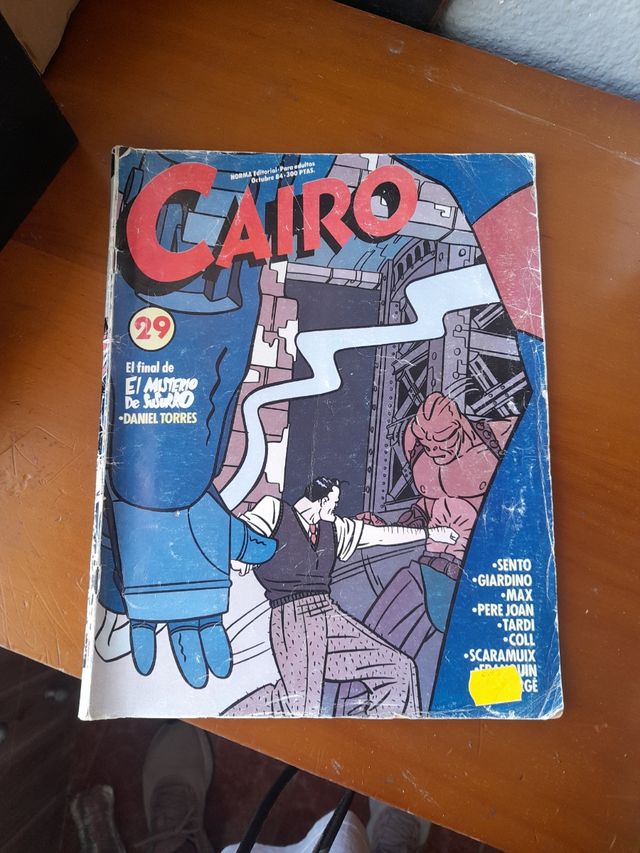 NORMA Editorial·Para adultos
Octubre 84·300 PTAS.
CAIRO
29
El final de
El MISTERIO
De SuSuRRO
·DANIEL TORRES
·SENTO
·GIARDINO
·MAX
·PERE JOAN
·TARDI
·COLL
·SCARAMUIX
·FRANQUIN